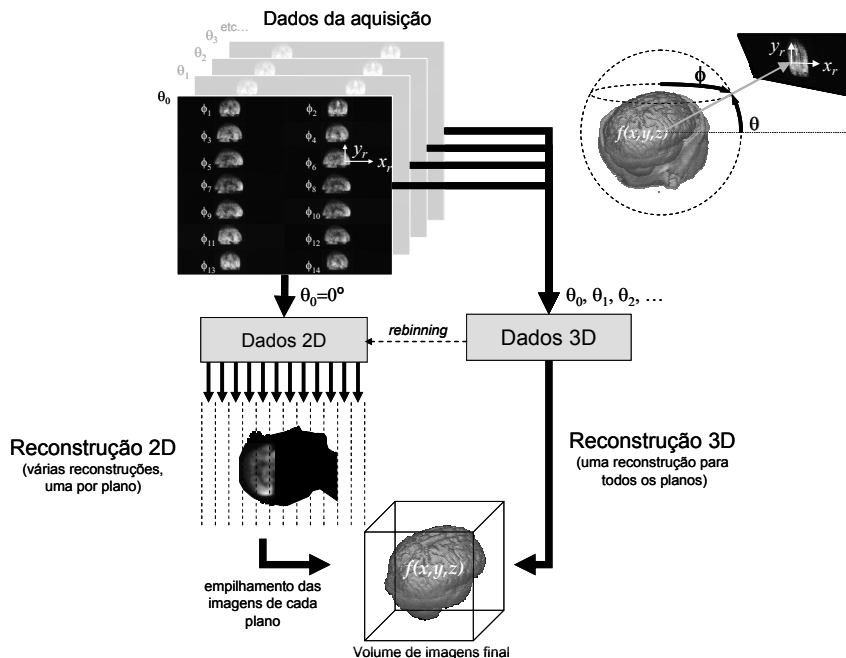 Dados da aquisição
etc…
θ3
θ2
θ1
θ0
ϕ1
ϕ2
ϕ3
ϕ4
ϕ5
ϕ6
yr
xr
ϕ7
ϕ8
ϕ9
ϕ10
ϕ11
ϕ12
ϕ13
ϕ14
yr
xr
ϕ
θ
f(x,y,z)
θ0=0º
θ0, θ1, θ2, …
Dados 2D
rebinning
Dados 3D
Reconstrução 2D
(várias reconstruções,
uma por plano)
Reconstrução 3D
(uma reconstrução para
todos os planos)
f(x,y,z)
empilhamento das
imagens de cada
plano
Volume de imagens final